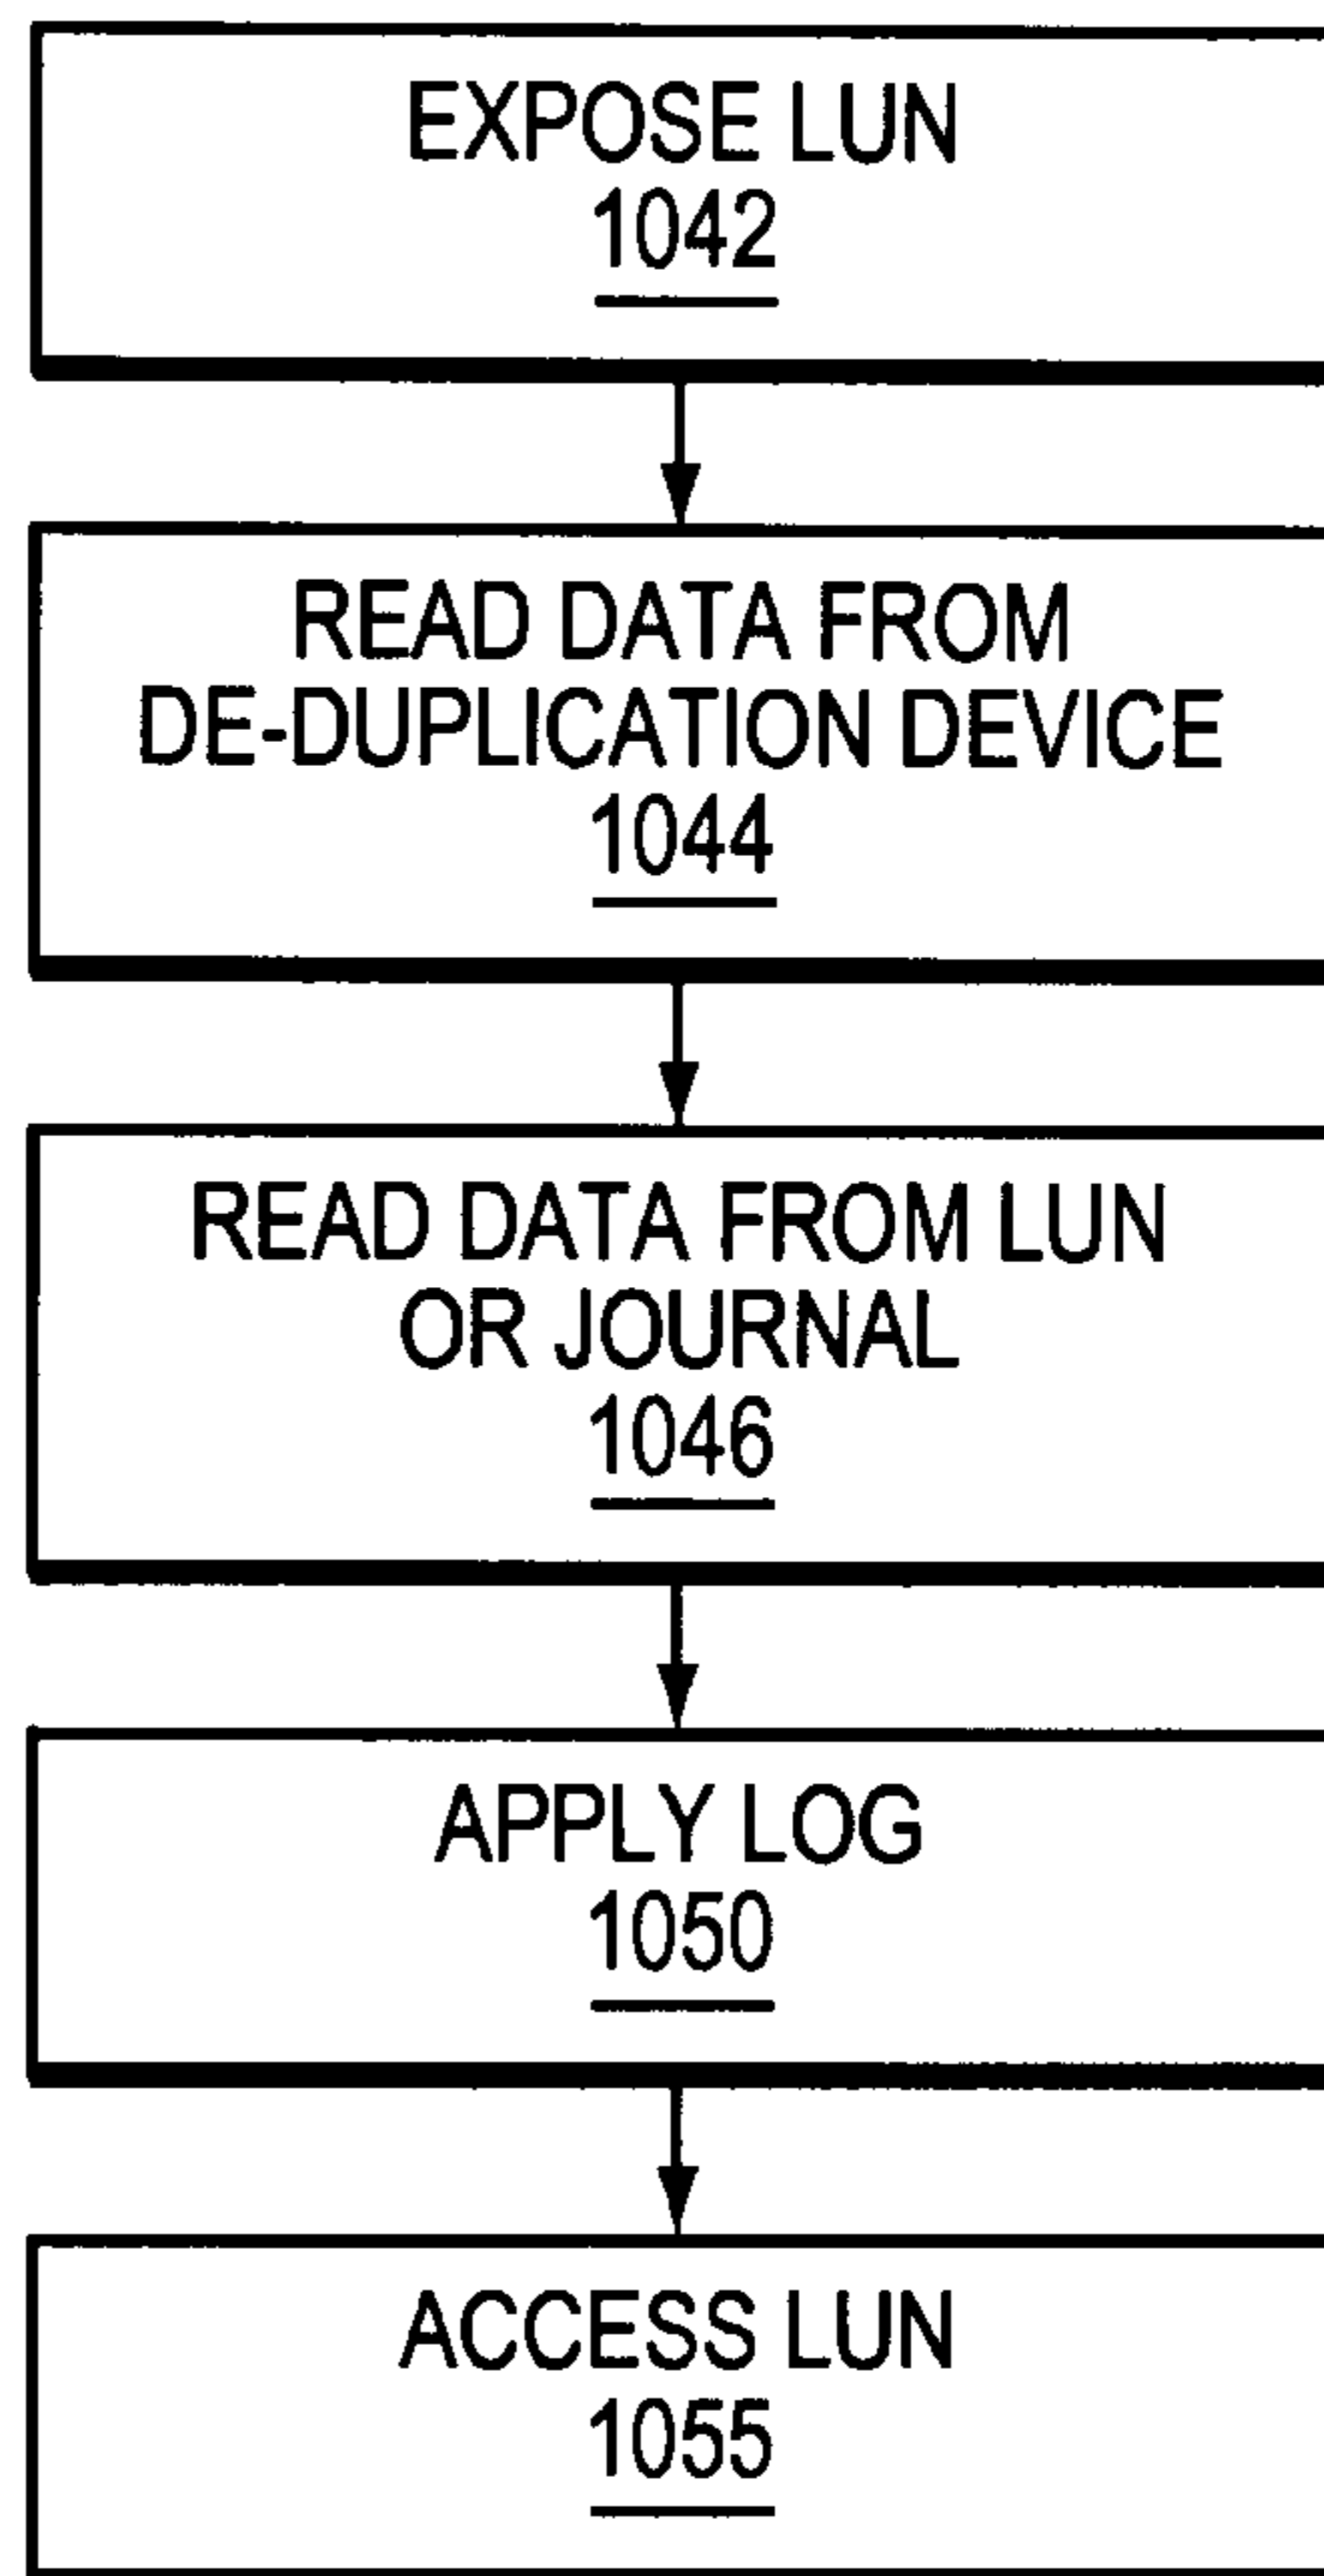 EXPOSE LUN
1042
READ DATA FROM
DE-DUPLICATION DEVICE
1044
READ DATA FROM LUN
OR JOURNAL
1046
APPLY LOG
1050
ACCESS LUN
1055